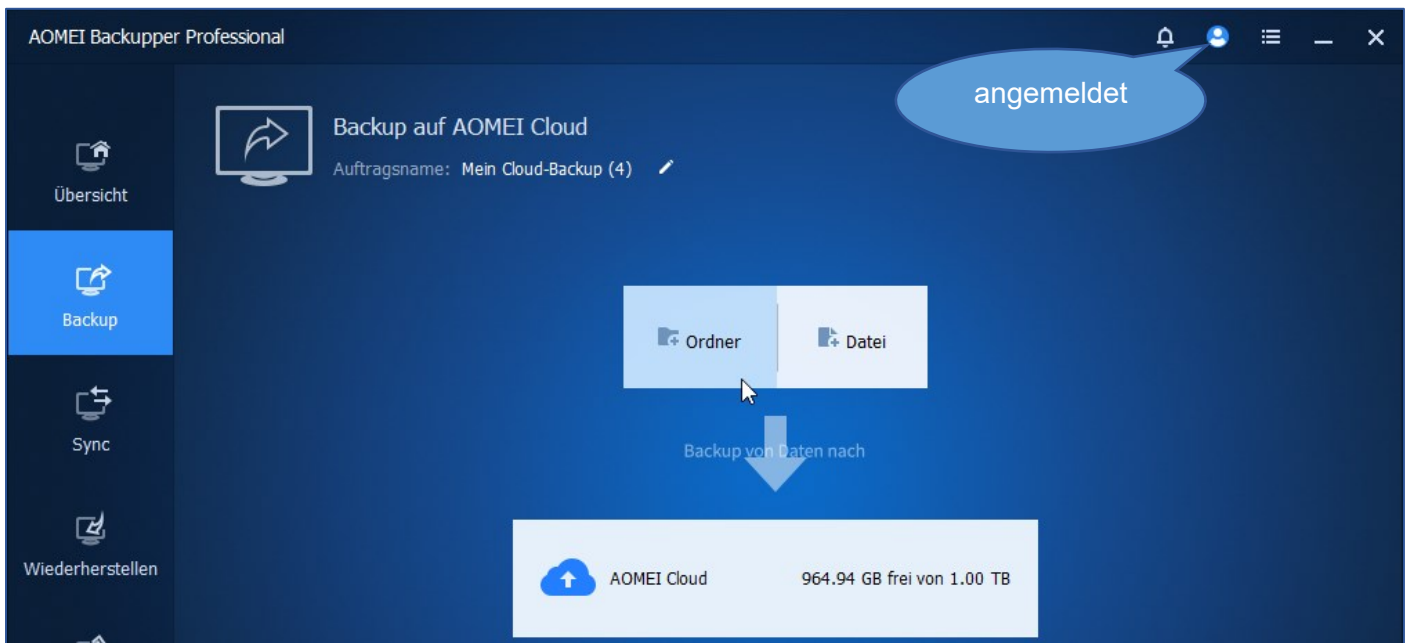 AOMEI Backupper Professional
angemeldet
Backup auf AOMEI Cloud
Auftragsname: Mein Cloud-Backup (4)
Übersicht
Backup
Ordner
Datei
Sync
Backup von Daten nach
Wiederherstellen
AOMEI Cloud 964.94 GB frei von 1.00 TB